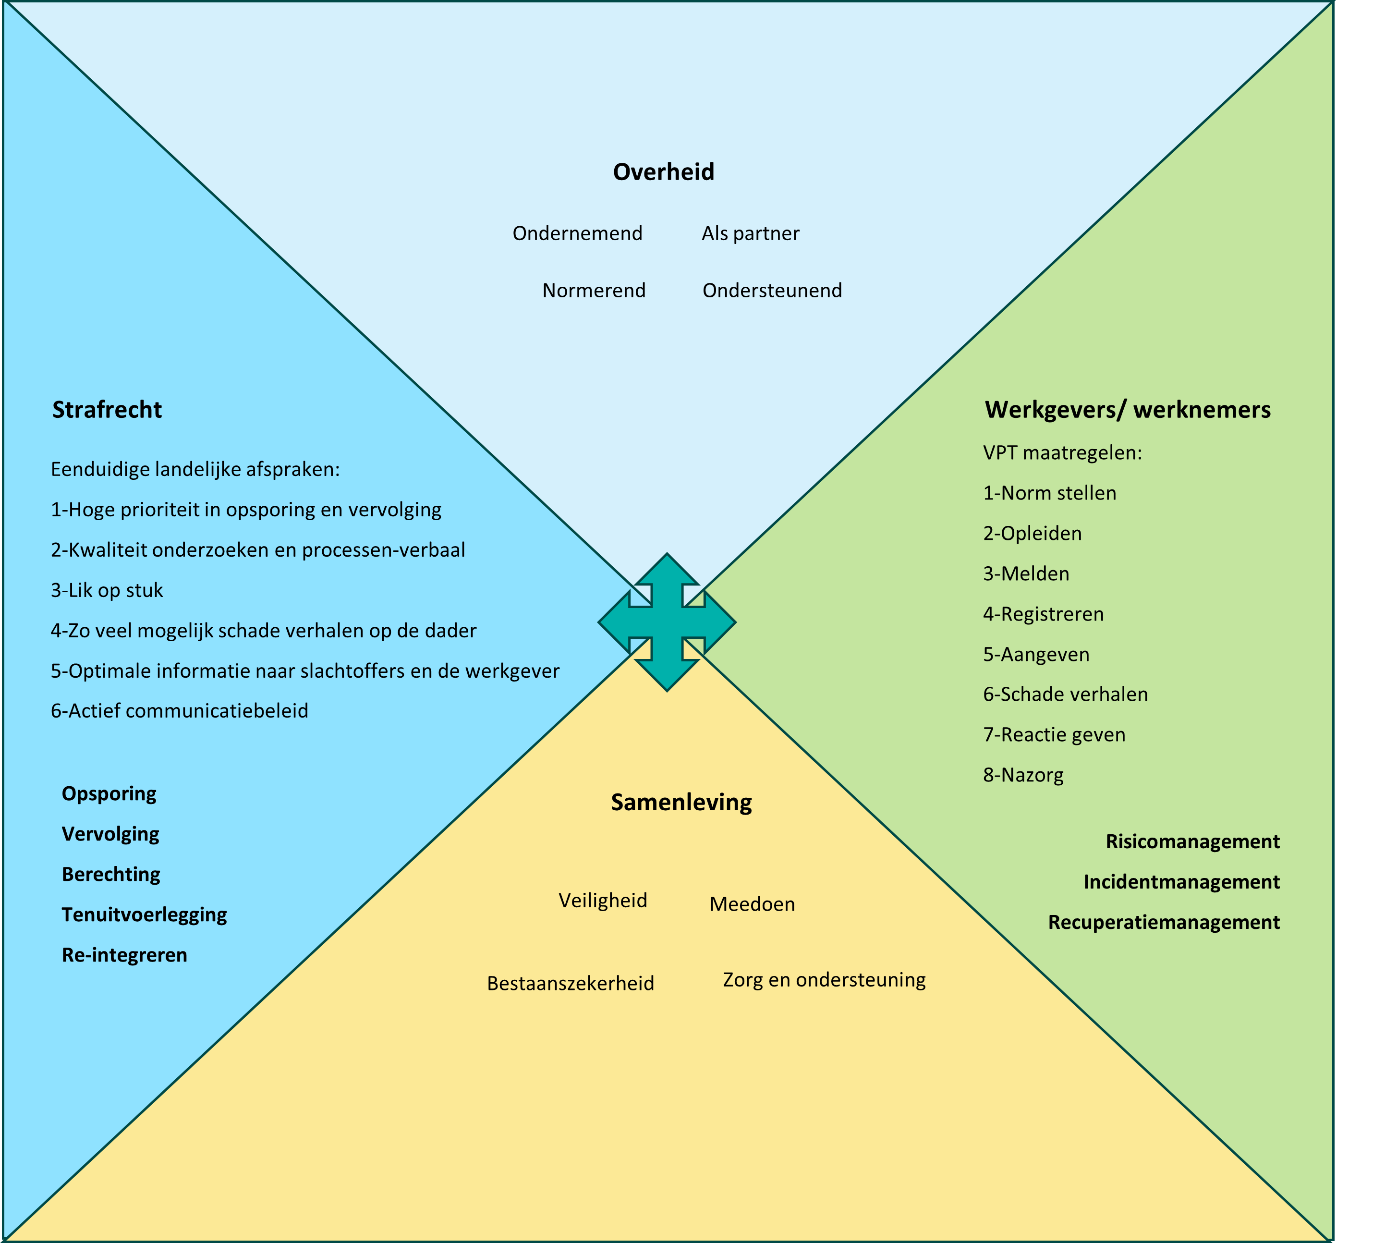 Overheid
Ondernemend Als partner
Normerend Ondersteunend
Strafrecht
Eenduidige landelijke afspraken:
1-Hoge prioriteit in opsporing en vervolging
2-Kwaliteit onderzoeken en processen-verbaal
3-Lik op stuk
4-Zo veel mogelijk schade verhalen op de dader
5-Optimale informatie naar slachtoffers en de werkgever
6-Actief communicatiebeleid
Opsporing
Vervolging
Berechting
Tenuitvoerlegging
Re-integreren
Werkgevers/ werknemers
VPT maatregelen:
1-Norm stellen
2-Opleiden
3-Melden
4-Registreren
5-Aangeven
6-Schade verhalen
7-Reactie geven
8-Nazorg
Risicomanagement
Incidentmanagement
Recuperatiemanagement
Samenleving
Veiligheid Meedoen
Bestaanszekerheid Zorg en ondersteuning